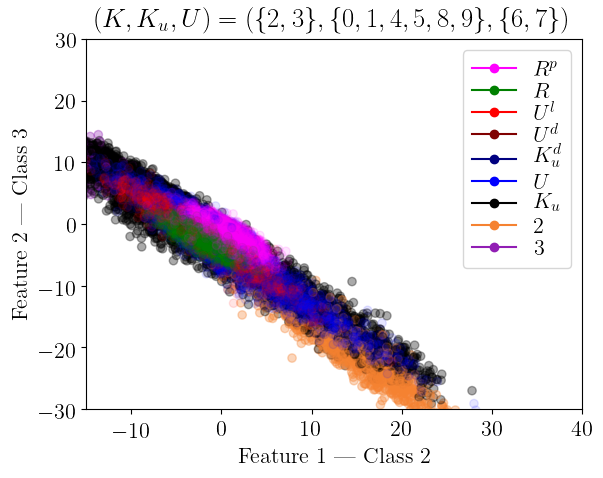 (K, K_u, U) = ({2, 3}, {0, 1, 4, 5, 8, 9}, {6, 7})
30
20
10
0
−10
−20
−30
Feature 2 — Class 3
R^p
R
U^l
U^d
K_u^d
U
K_u
2
3
−10
0
10
20
30
40
Feature 1 — Class 2